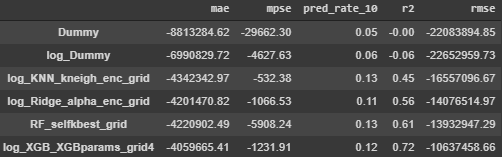 mae mpse pred_rate_10 r2 rmse
Dummy -8813284.62 -29662.30 0.05 -0.00 -22083894.85
log_Dummy -6990829.72 -4627.63 0.06 -0.06 -22652959.73
log_KNN_kneigh_enc_grid -4342342.97 -532.38 0.13 0.45 -16557096.67
log_Ridge_alpha_enc_grid -4201470.82 -1066.53 0.11 0.56 -14076514.97
RF_selfkbest_grid -4220902.49 -5908.24 0.13 0.61 -13932947.29
log_XGB_XGBparams_grid4 -4059665.41 -1231.91 0.12 0.72 -10637458.66